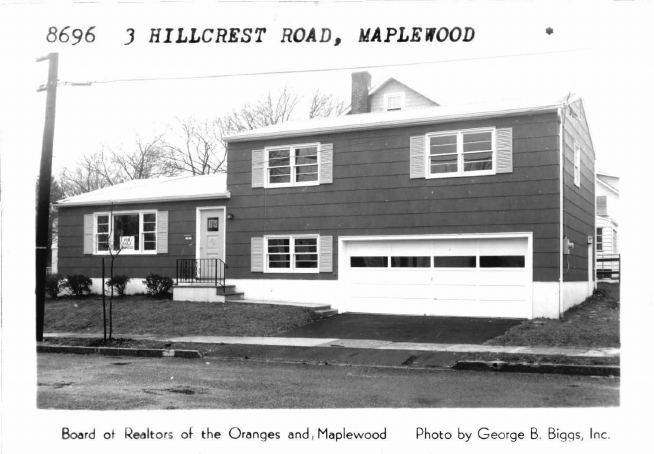 8696 3 HILLCREST ROAD, MAPLEWOOD *
Board of Realtors of the Oranges and, Maplewood Photo by George B. Biggs, Inc.